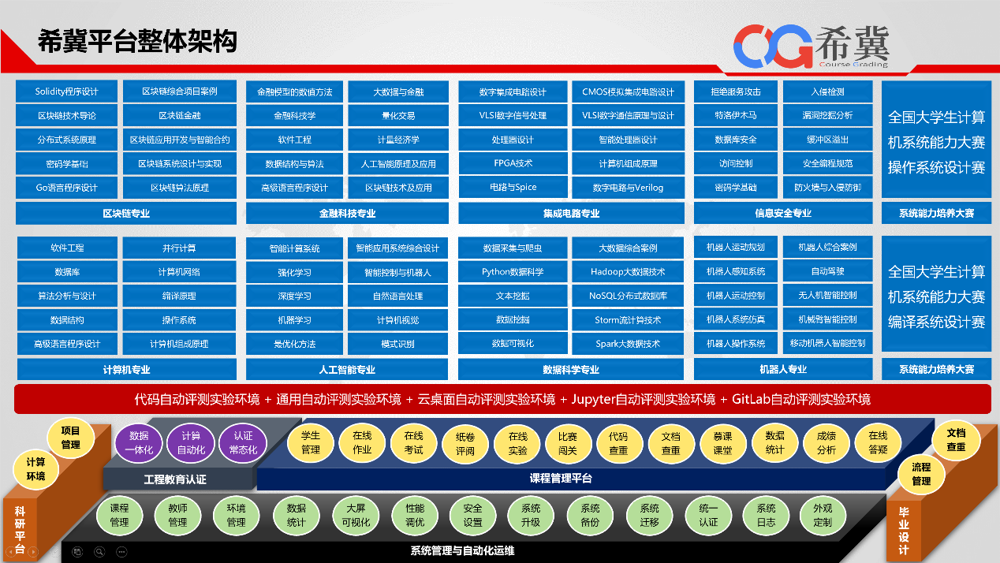 希冀平台整体架构
CG希冀
Course Grading
Solidity程序设计
区块链综合项目案例
区块链技术导论
区块链金融
分布式系统原理
区块链应用开发与智能合约
密码学基础
区块链系统设计与实现
Go语言程序设计
区块链算法原理
区块链专业
金融模型的数值方法
大数据与金融
金融科技学
量化交易
软件工程
计量经济学
数据结构与算法
人工智能原理及应用
高级语言程序设计
区块链技术及应用
金融科技专业
数字集成电路设计
CMOS模拟集成电路设计
VLSI数字信号处理
VLSI数字通信原理与设计
处理器设计
智能处理器设计
FPGA技术
计算机组成原理
电路与Spice
数字电路与Verilog
集成电路专业
拒绝服务攻击
入侵检测
特洛伊木马
漏洞挖掘分析
数据库安全
缓冲区溢出
访问控制
安全编程规范
密码学基础
防火墙与入侵防御
信息安全专业
全国大学生计算
机系统能力大赛
操作系统设计赛
系统能力培养大赛
软件工程
并行计算
数据库
计算机网络
算法分析与设计
编译原理
数据结构
操作系统
高级语言程序设计
计算机组成原理
计算机专业
智能计算系统
智能应用系统综合设计
强化学习
智能控制与机器人
深度学习
自然语言处理
机器学习
计算机视觉
最优化方法
模式识别
人工智能专业
数据采集与爬虫
大数据综合案例
Python数据科学
Hadoop大数据技术
文本挖掘
NoSQL分布式数据库
数据挖掘
Storm流计算技术
数据可视化
Spark大数据技术
数据科学专业
机器人运动规划
机器人综合案例
机器人感知系统
自动驾驶
机器人运动控制
无人机智能控制
机器人系统仿真
机械臂智能控制
机器人操作系统
移动机器人智能控制
机器人专业
全国大学生计算
机系统能力大赛
编译系统设计赛
系统能力培养大赛
代码自动评测实验环境 + 通用自动评测实验环境 + 云桌面自动评测实验环境 + Jupyter自动评测实验环境 + GitLab自动评测实验环境
项目
管理
计算
环境
科研平台
数据
一体化
计算
自动化
认证
常态化
工程教育认证
学生
管理
在线
作业
在线
考试
纸卷
评阅
在线
实验
比赛
闯关
代码
查重
文档
查重
慕课
课堂
数据
统计
成绩
分析
在线
答疑
课程管理平台
文档
查重
流程
管理
毕业设计
课程
管理
教师
管理
环境
管理
数据
统计
大屏
可视化
性能
调优
安全
设置
系统
升级
系统
备份
系统
迁移
统一
认证
系统
日志
外观
定制
系统管理与自动化运维